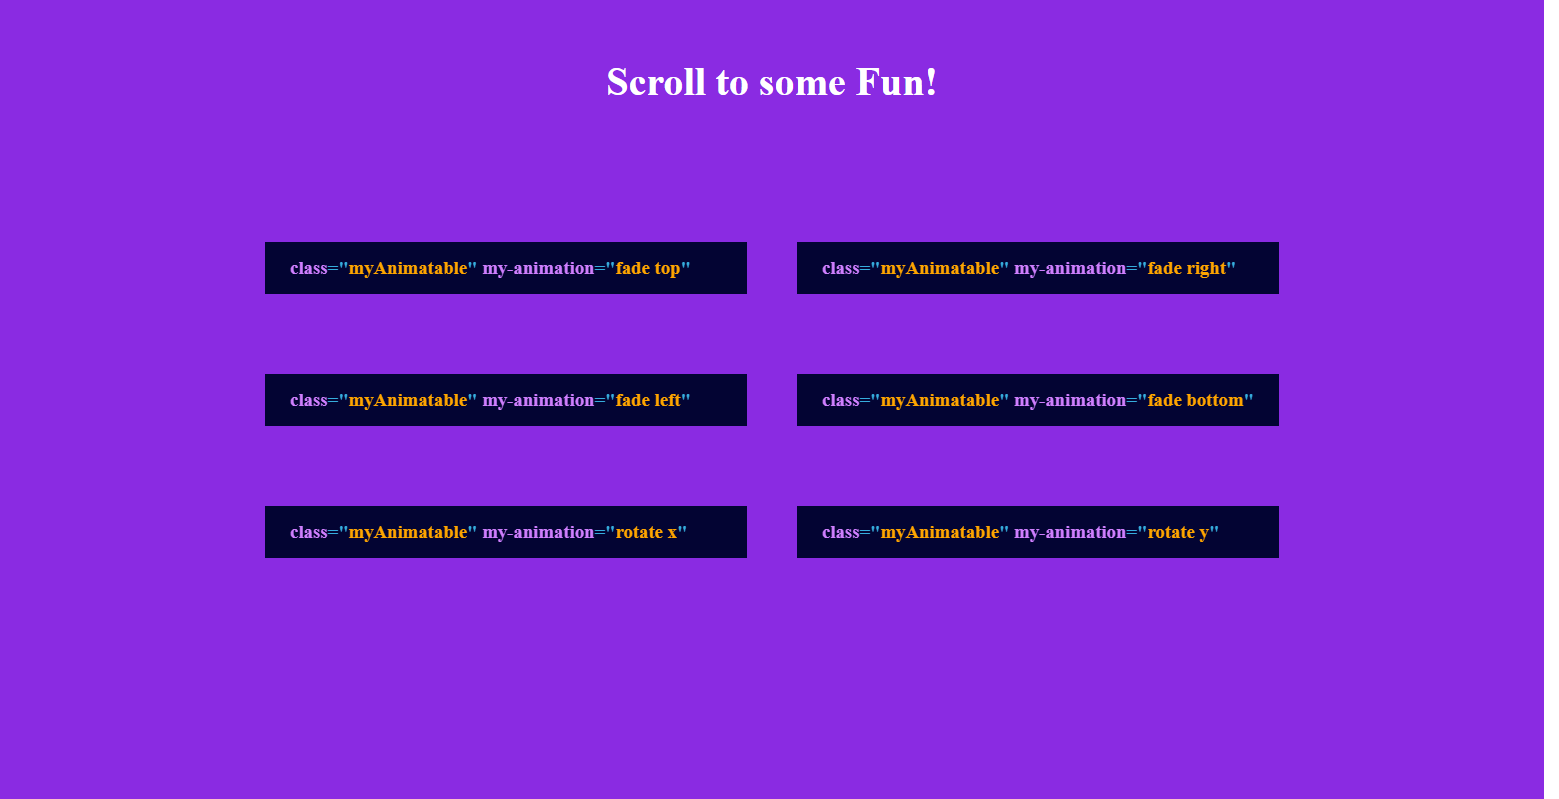 Scroll to some Fun!
class="myAnimatable" my-animation="fade top"
class="myAnimatable" my-animation="fade right"
class="myAnimatable" my-animation="fade left"
class="myAnimatable" my-animation="fade bottom"
class="myAnimatable" my-animation="rotate x"
class="myAnimatable" my-animation="rotate y"